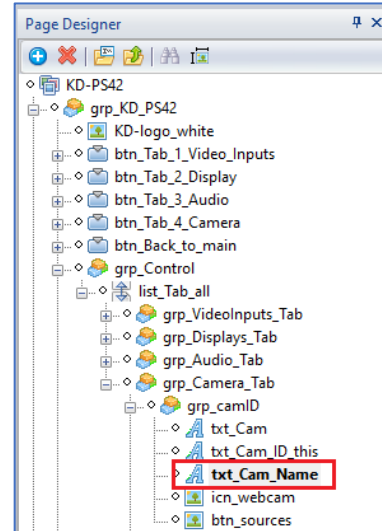 Page Designer
KD-PS42
grp_KD_PS42
KD-logo_white
btn_Tab_1_Video_Inputs
btn_Tab_2_Display
btn_Tab_3_Audio
btn_Tab_4_Camera
btn_Back_to_main
grp_Control
list_Tab_all
grp_VideoInputs_Tab
grp_Displays_Tab
grp_Audio_Tab
grp_Camera_Tab
grp_camID
txt_Cam
txt_Cam_ID_this
txt_Cam_Name
icn_webcam
btn_sources